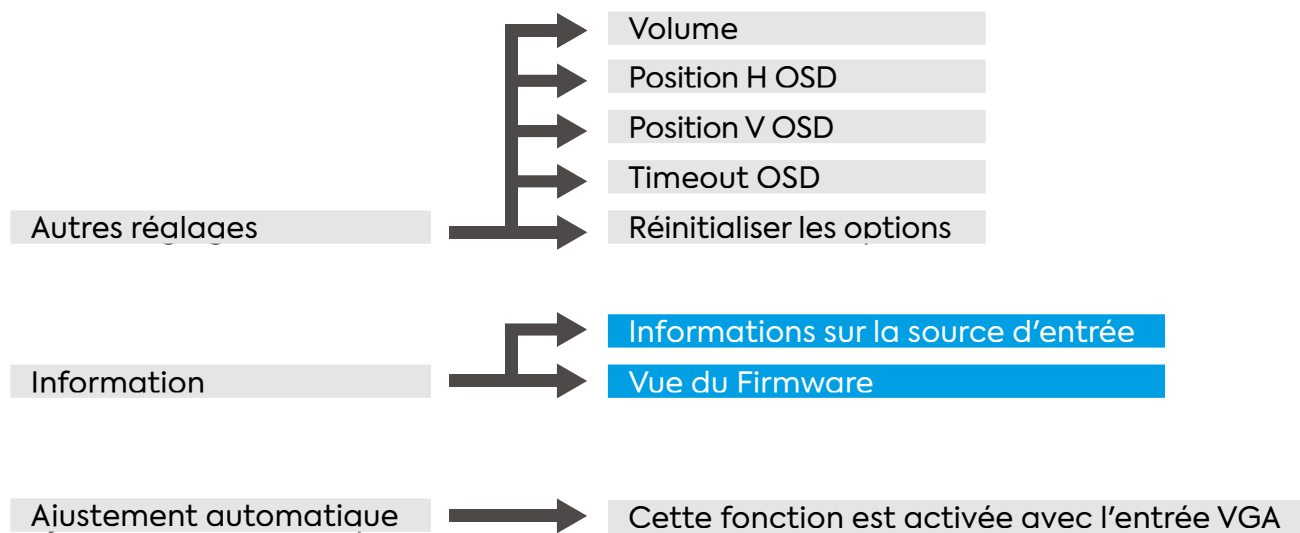 Volume
Position H OSD
Position V OSD
Timeout OSD
Autres réglages
Réinitialiser les options
Informations sur la source d'entrée
Information
Vue du Firmware
Ajustement automatique
Cette fonction est activée avec l'entrée VGA